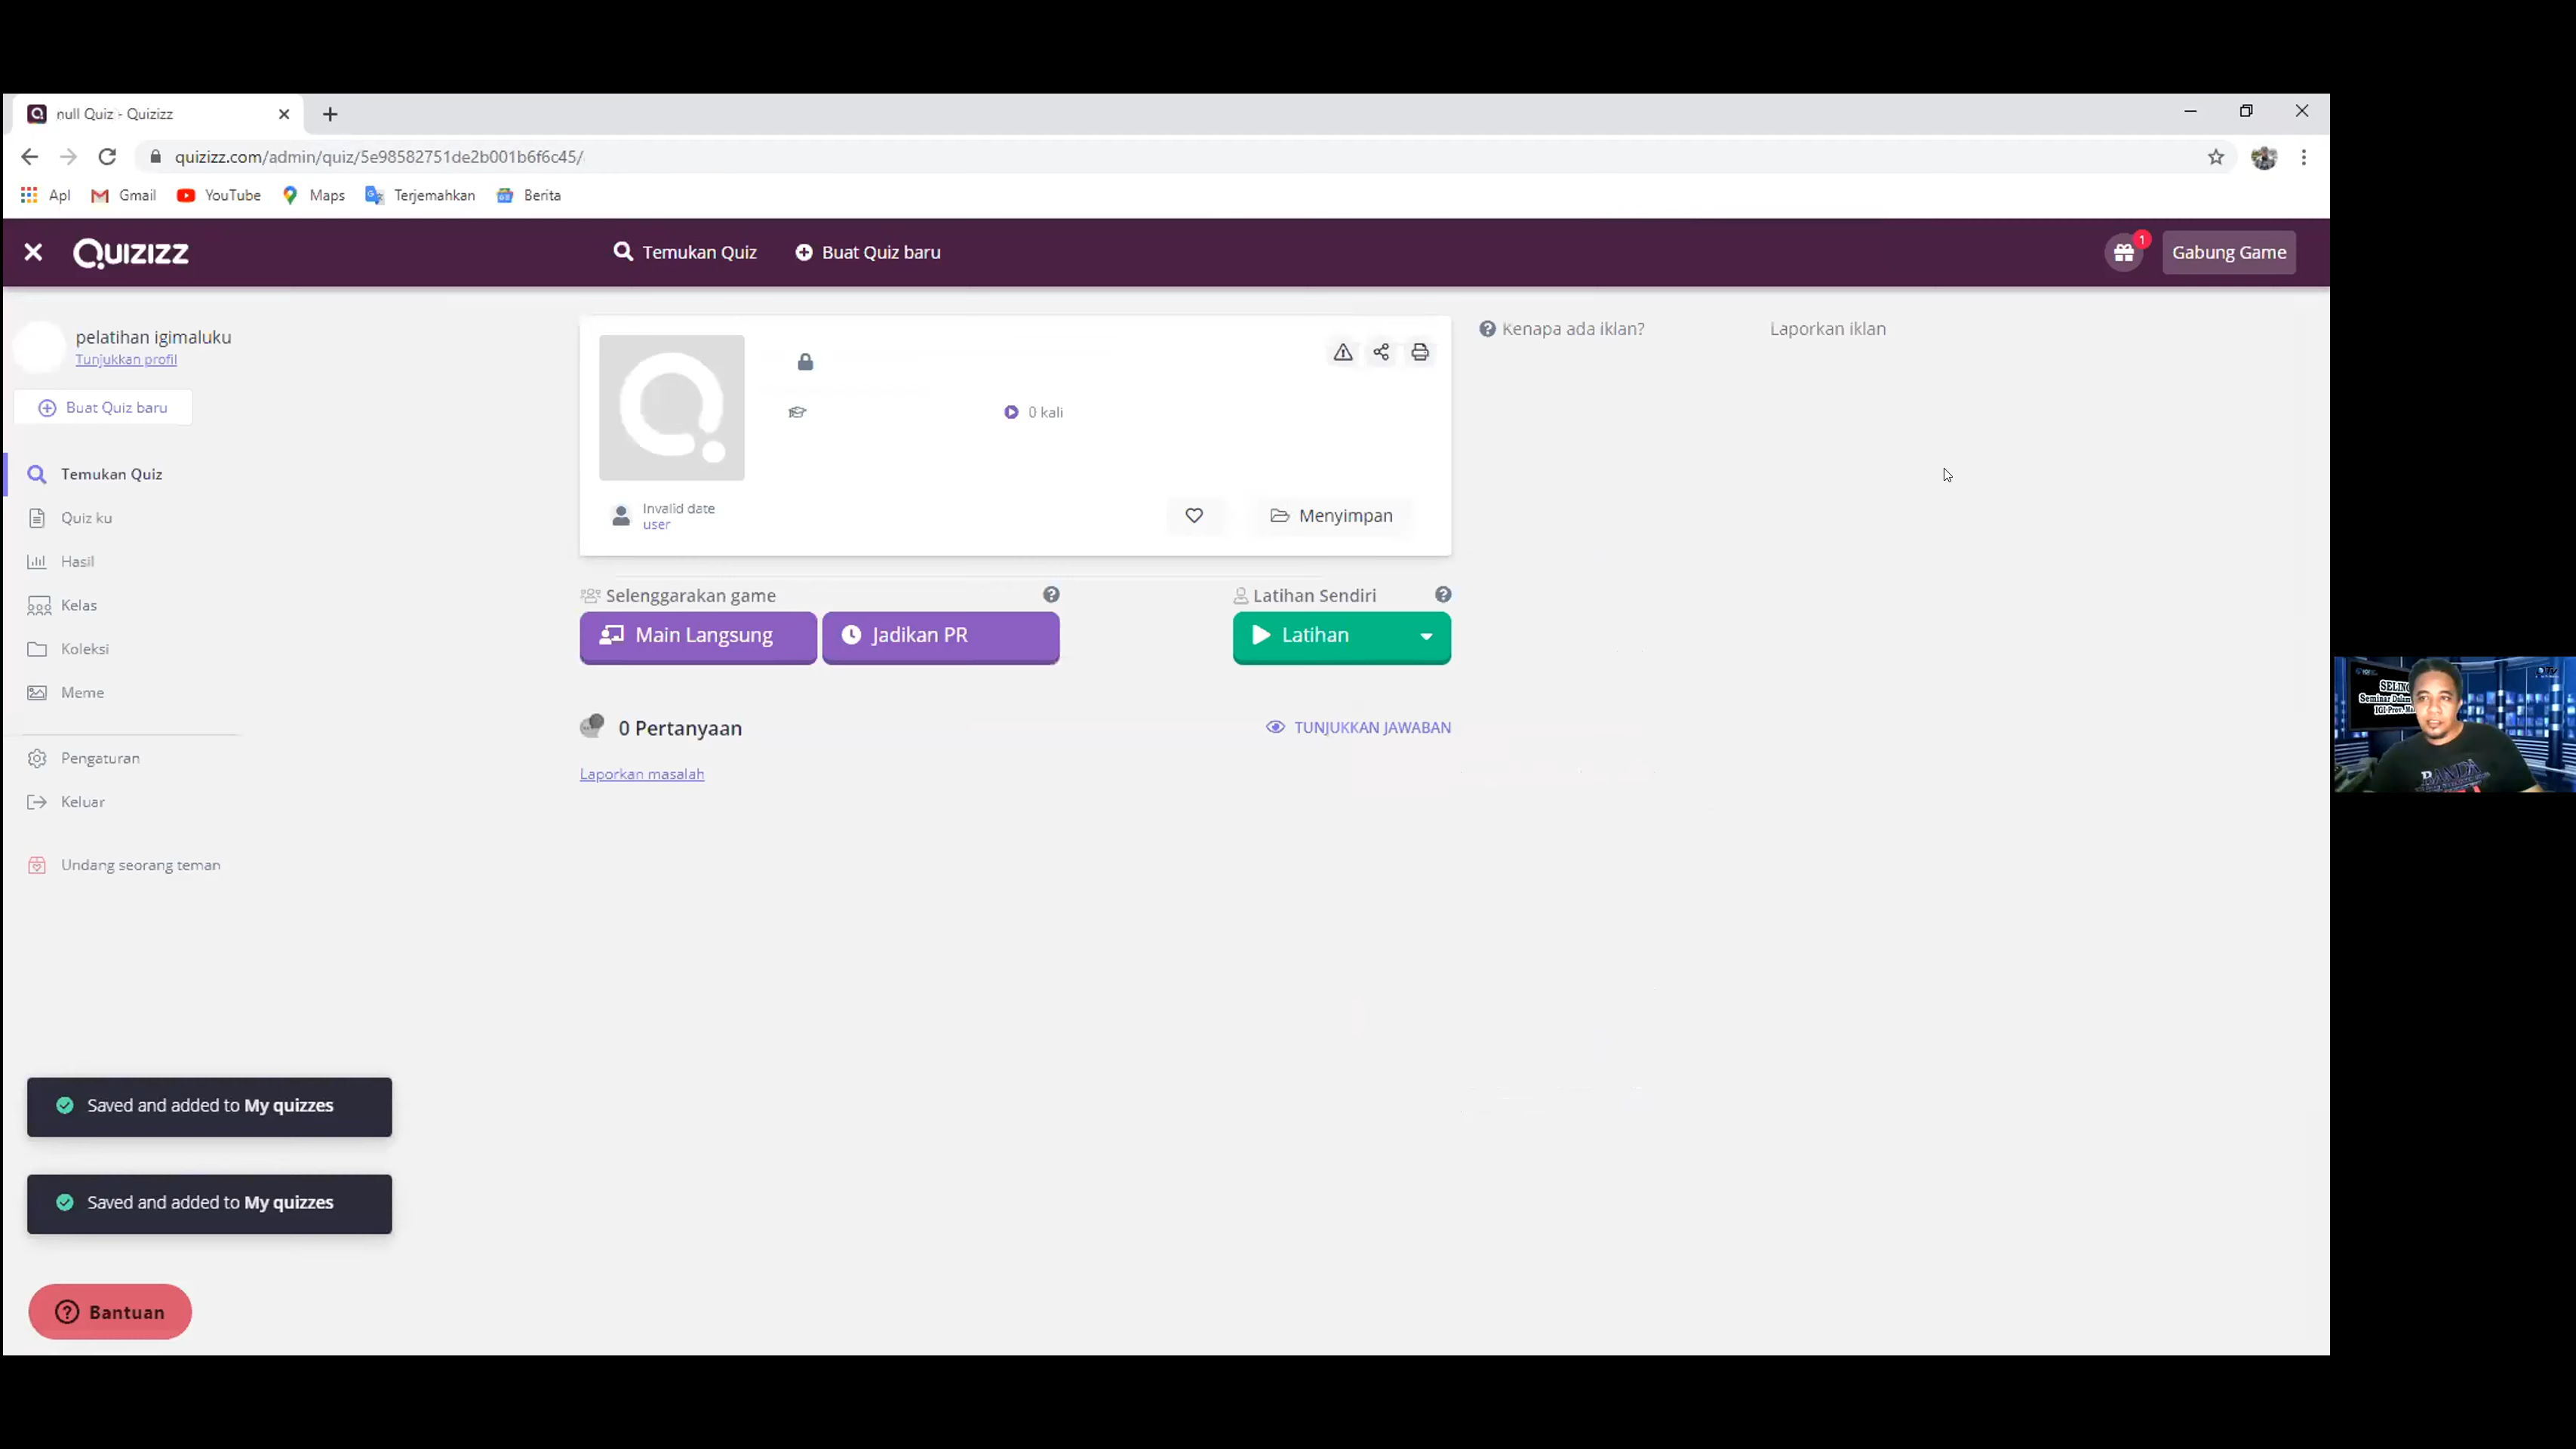 null Quiz - Quizizz
quizizz.com/admin/quiz/5e98582751de2b001b6f6c45/
Apl Gmail YouTube Maps Terjemahkan Berita
Quizizz Temukan Quiz Buat Quiz baru 1 Gabung Game
pelatihan igimaluku
Tunjukkan profil
Buat Quiz baru
Temukan Quiz
Quiz ku
Hasil
Kelas
Koleksi
Meme
Pengaturan
Keluar
Undang seorang teman
0 kali
Invalid date
user
Menyimpan
Kenapa ada iklan? Laporkan iklan
Selenggarakan game
Latihan Sendiri
Main Langsung Jadikan PR Latihan
0 Pertanyaan TUNJUKKAN JAWABAN
Laporkan masalah
Saved and added to My quizzes
Saved and added to My quizzes
Bantuan